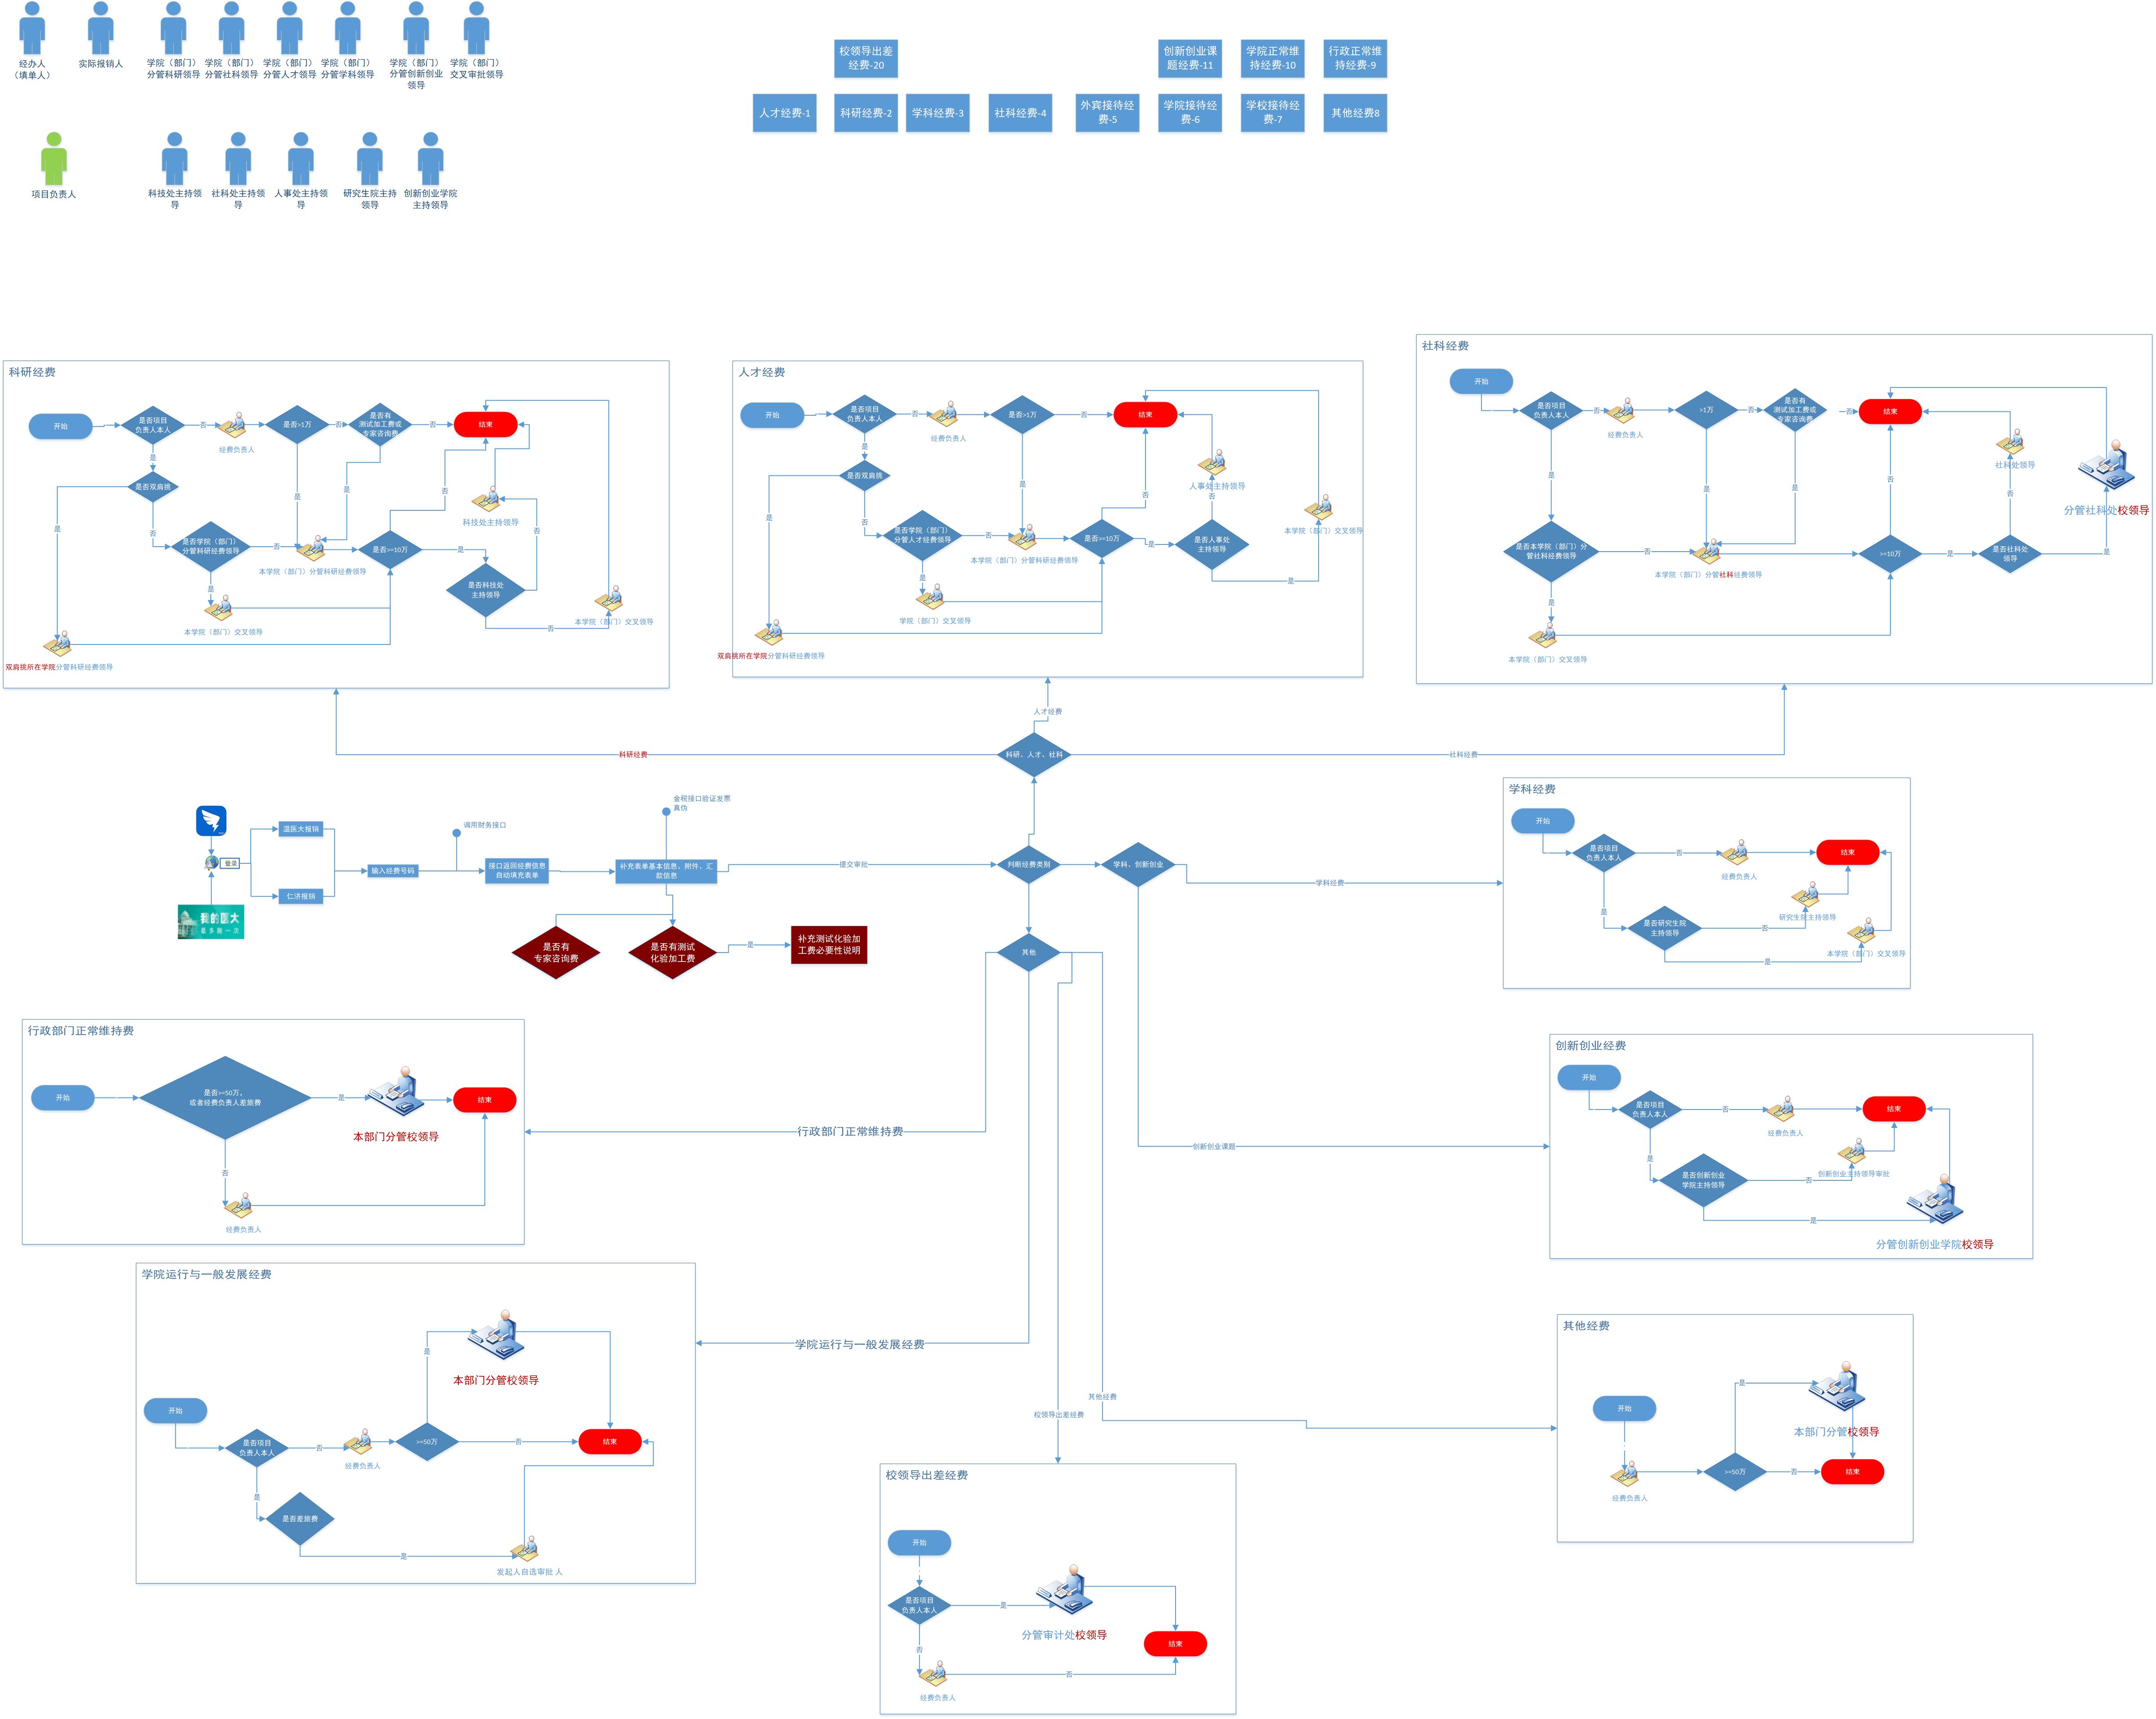 经办人
（填单人）
实际报销人
学院（部门）
分管科研领导
学院（部门）
分管社科领导
学院（部门）
分管人才领导
学院（部门）
分管学科领导
学院（部门）
分管创新创业
领导
学院（部门）
交叉审批领导
项目负责人
科技处主持领
导
社科处主持领
导
人事处主持领
导
研究生院主持
领导
创新创业学院
主持领导
校领导出差
经费-20
创新创业课
题经费-11
学院正常维
持经费-10
行政正常维
持经费-9
人才经费-1
科研经费-2
学科经费-3
社科经费-4
外宾接待经
费-5
学院接待经
费-6
学校接待经
费-7
其他经费8
科研经费
开始
是否项目
负责人本人
否
经费负责人
是否>1万
否
是否有
测试加工费或
专家咨询费
否
结束
是
是否双肩挑
是
否
是
是
否
科技处主持领导
否
是否学院（部门）
分管科研经费领导
否
本学院（部门）分管科研经费领导
是否>=10万
是
是否科技处
主持领导
是
本学院（部门）交叉领导
否
本学院（部门）交叉领导
双肩挑所在学院分管科研经费领导
人才经费
开始
是否项目
负责人本人
否
经费负责人
是否>1万
否
结束
是
是否双肩挑
是
否
是
否
人事处主持领导
否
是否学院（部门）
分管人才经费领导
否
本学院（部门）分管科研经费领导
是否>=10万
是
是否人事处
主持领导
本学院（部门）交叉领导
是
是
学院（部门）交叉领导
双肩挑所在学院分管科研经费领导
社科经费
开始
是否项目
负责人本人
否
经费负责人
>1万
否
是否有
测试加工费或
专家咨询费
否
结束
社科处领导
分管社科处校领导
是
是
是
否
否
是否本学院（部门）分
管社科经费领导
否
本学院（部门）分管社科经费领导
>=10万
是
是否社科处
领导
是
是
本学院（部门）交叉领导
人才经费
科研经费
科研、人才、社科
社科经费
温医大报销
登录
仁济报销
我的医大
最多跑一次
输入经费号码
调用财务接口
接口返回经费信息
自动填充表单
金税接口验证发票
真伪
补充表单基本信息、附件、汇
款信息
提交审批
判断经费类别
学科、创新创业
学科经费
是否有
专家咨询费
是否有测试
化验加工费
是
补充测试化验加
工费必要性说明
其他
学科经费
开始
是否项目
负责人本人
否
经费负责人
结束
是
研究生院主持领导
是否研究生院
主持领导
否
本学院（部门）交叉领导
是
行政部门正常维持费
开始
是否>=50万，
或者经费负责人差旅费
是
本部门分管校领导
结束
否
经费负责人
行政部门正常维持费
创新创业课题
创新创业经费
开始
是否项目
负责人本人
否
经费负责人
结束
是
创新创业主持领导审批
是否创新创业
学院主持领导
否
是
分管创新创业学院校领导
学院运行与一般发展经费
是
本部门分管校领导
开始
是否项目
负责人本人
否
经费负责人
>=50万
否
结束
是
是否差旅费
是
发起人自选审批 人
学院运行与一般发展经费
校领导出差经费
其他经费
其他经费
是
本部门分管校领导
开始
经费负责人
>=50万
否
结束
校领导出差经费
开始
是否项目
负责人本人
是
分管审计处校领导
结束
否
经费负责人
否